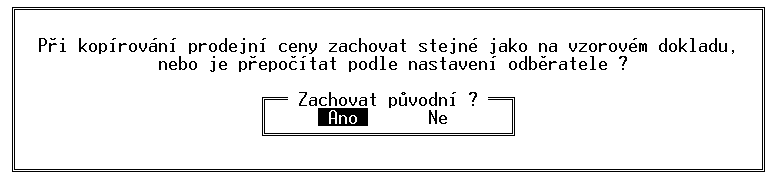 Při kopírování prodejní ceny zachovat stejné jako na vzorovém dokladu,
nebo je přepočítat podle nastavení odběratele ?
Zachovat původní ?
Ano Ne